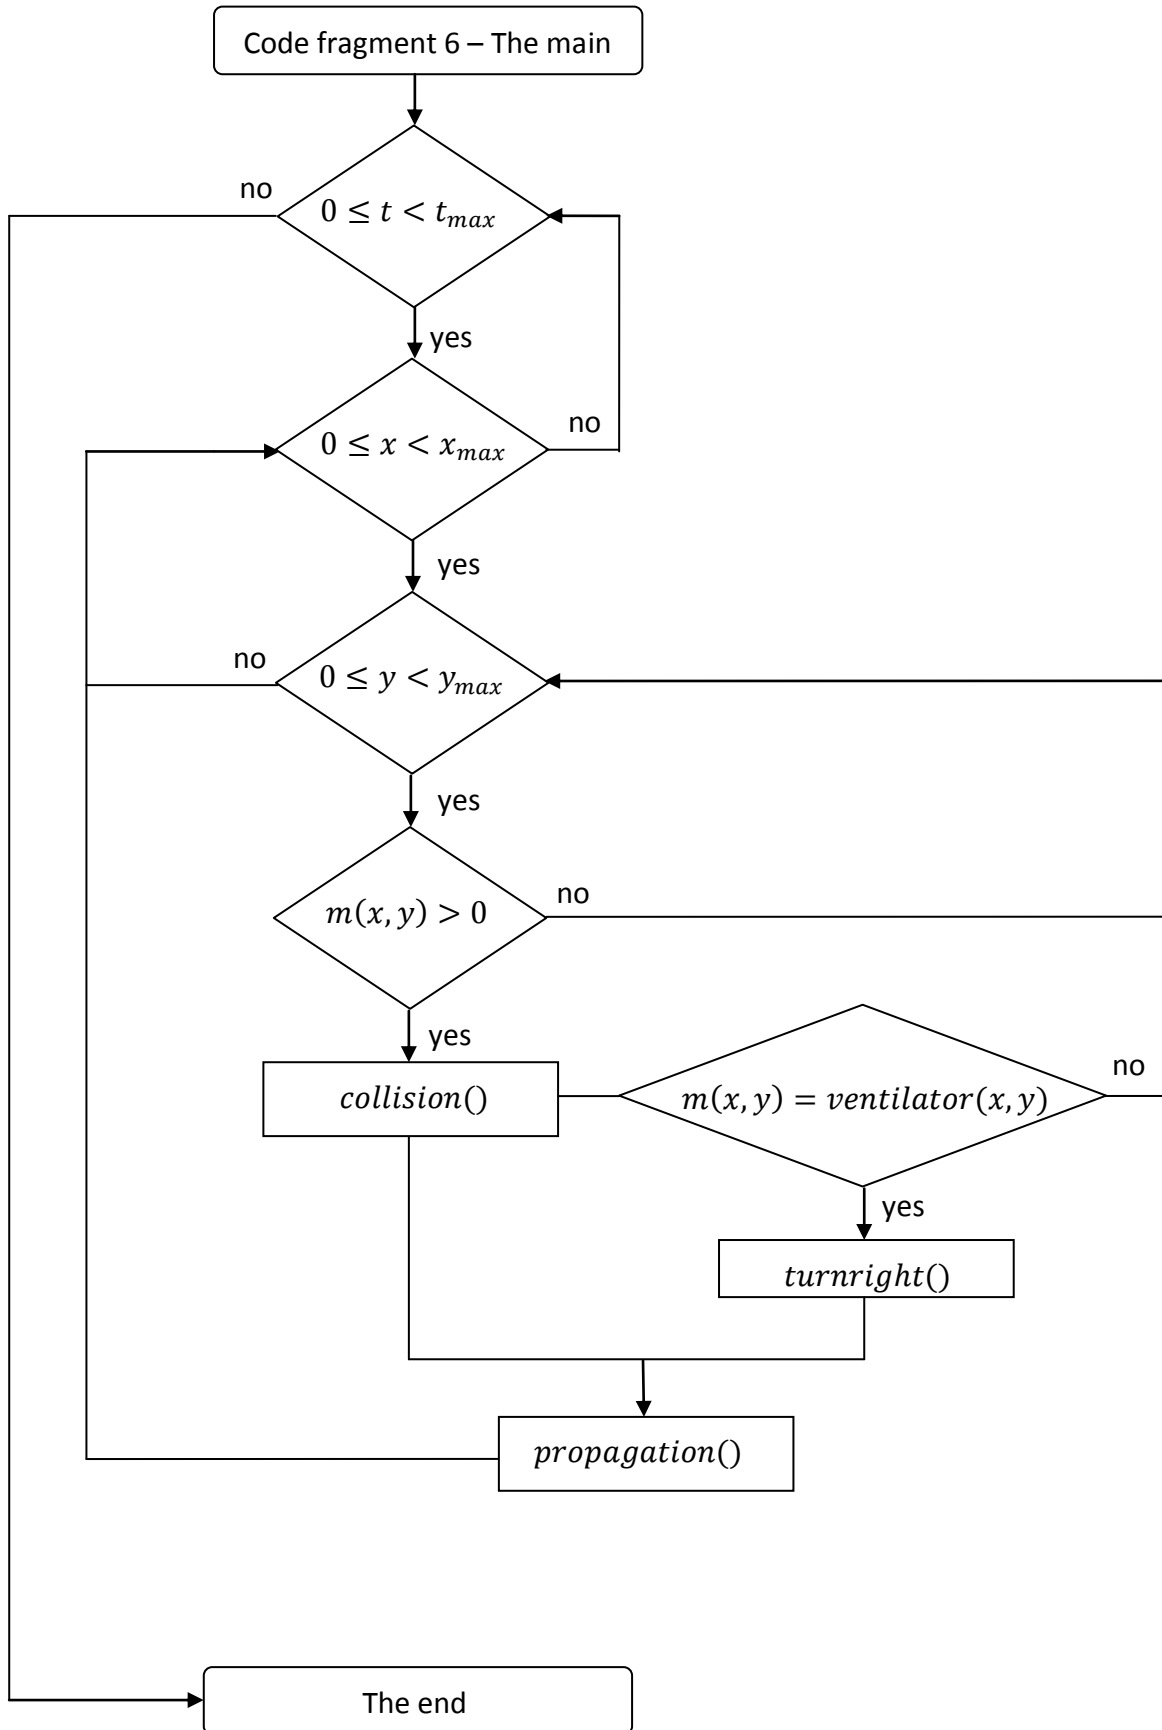 Code fragment 6 – The main
no
0 ≤ t < t_max
yes
no
0 ≤ x < x_max
yes
no
0 ≤ y < y_max
yes
no
m(x, y) > 0
yes
no
collision()
m(x, y) = ventilator(x, y)
yes
turnright()
propagation()
The end